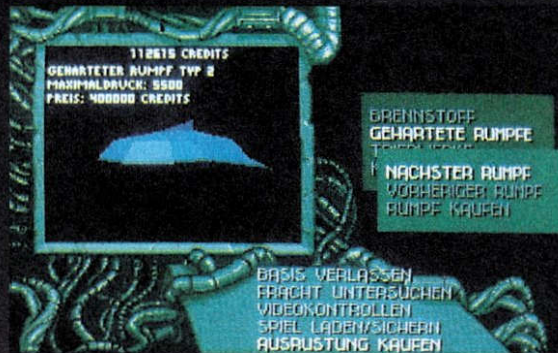 112615 CREDITS
GEHARTETER RUMPF TYP 2
MAXIMALDRUCK: 5500
PREIS: 400000 CREDITS
BRENNSTOFF
GEHARTETE RUMPFE
NACHSTER RUMPF
VORHERIGER RUMPF
RUMPF KAUFEN
BASIS VERLASSEN
FRACHT UNTERSUCHEN
VIDEOKONTROLLEN
SPIEL LADEN/SICHERN
AUSRUSTUNG KAUFEN